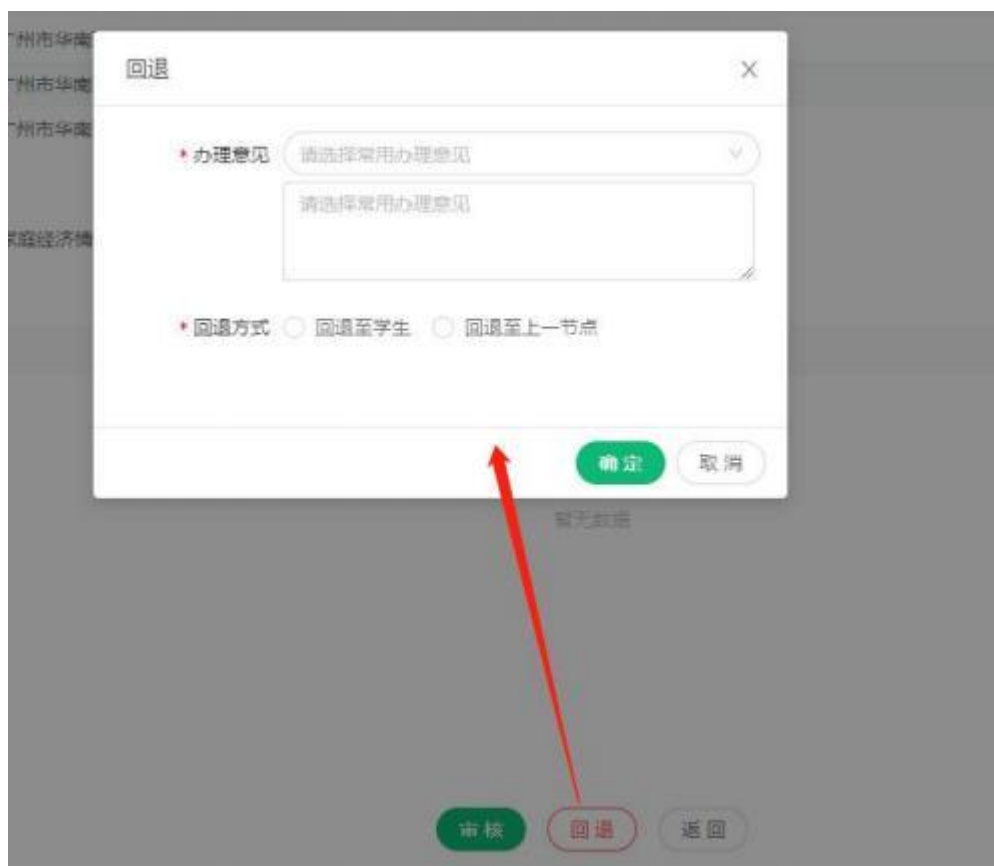 广州市华南
回退
广州市华南
广州市华南
* 办理意见 请选择常用办理意见
请选择常用办理意见
家庭经济情
* 回退方式 回退至学生 回退至上一节点
确定 取消
暂无数据
审核 回退 返回